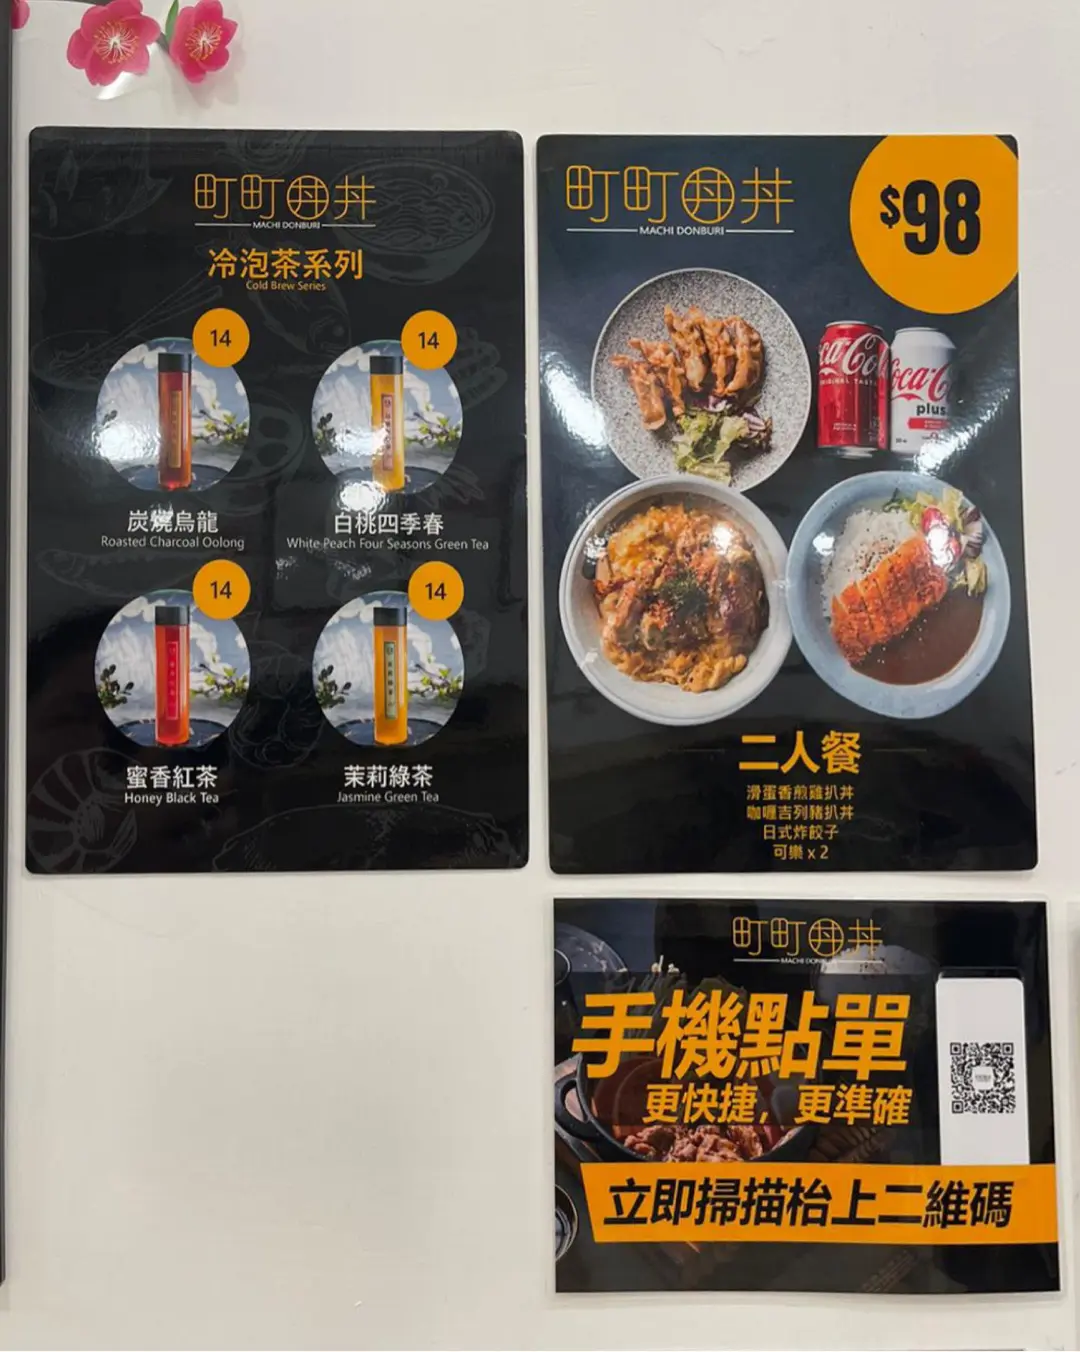 町町丼丼
MACHI DONBURI
冷泡茶系列
Cold Brew Series
14
14
炭燒烏龍
Roasted Charcoal Oolong
白桃四季春
White Peach Four Seasons Green Tea
14
14
蜜香紅茶
Honey Black Tea
茉莉綠茶
Jasmine Green Tea
町町丼丼
MACHI DONBURI
$98
Coca-Cola
ORIGINAL TASTE
Coca-C
plus
二人餐
滑蛋香煎雞扒丼
咖喱吉列豬扒丼
日式炸餃子
可樂 x 2
町町丼丼
MACHI DONBURI
手機點單
更快捷，更準確
立即掃描枱上二維碼